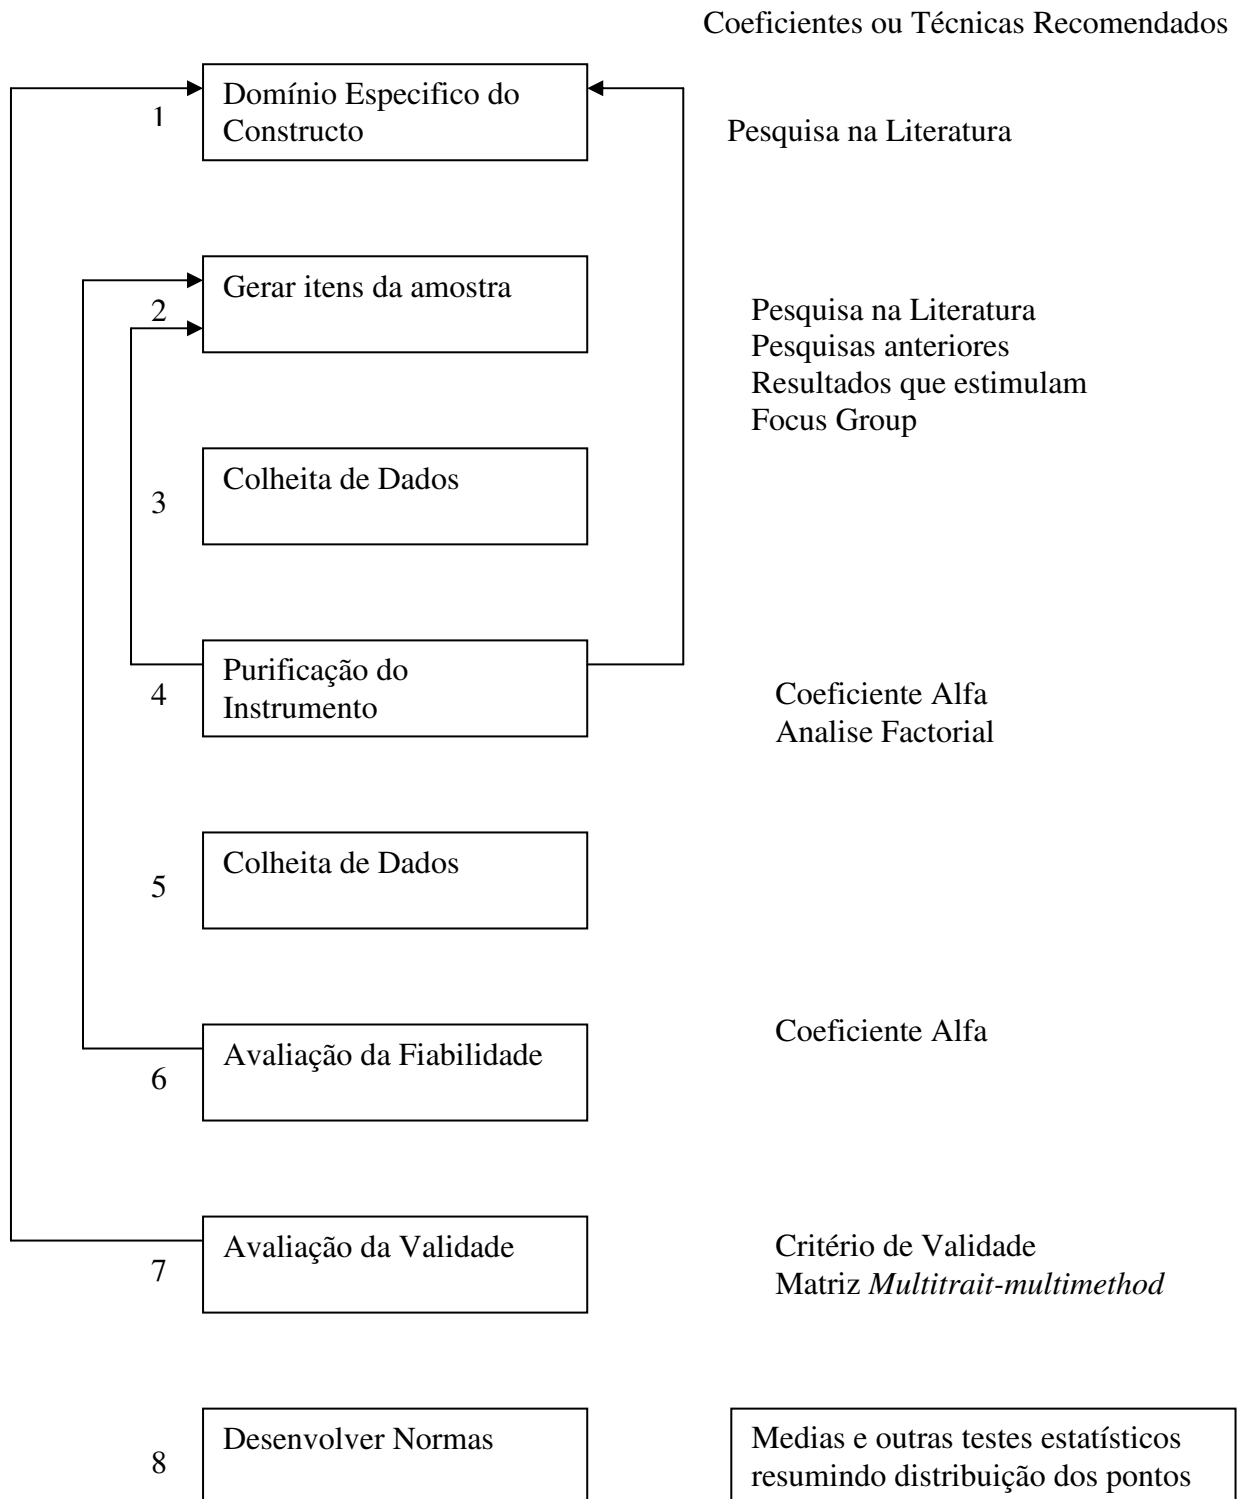 Coeficientes ou Técnicas Recomendados
1
Domínio Especifico do
Constructo
Pesquisa na Literatura
2
Gerar itens da amostra
Pesquisa na Literatura
Pesquisas anteriores
Resultados que estimulam
Focus Group
3
Colheita de Dados
4
Purificação do
Instrumento
Coeficiente Alfa
Analise Factorial
5
Colheita de Dados
6
Avaliação da Fiabilidade
Coeficiente Alfa
7
Avaliação da Validade
Critério de Validade
Matriz Multitrait-multimethod
8
Desenvolver Normas
Medias e outras testes estatísticos
resumindo distribuição dos pontos